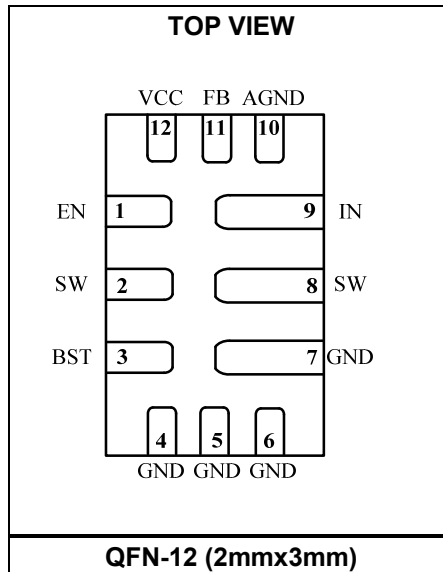 TOP VIEW
VCC FB AGND
12 11 10
EN 1 9 IN
SW 2 8 SW
BST 3 7 GND
4 5 6
GND GND GND
QFN-12 (2mmx3mm)